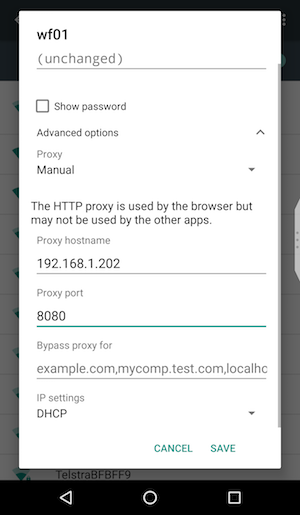 wf01
(unchanged)
Show password
Advanced options
Proxy
Manual
The HTTP proxy is used by the browser but
may not be used by the other apps.
Proxy hostname
192.168.1.202
Proxy port
8080
Bypass proxy for
example.com,mycomp.test.com,localhc
IP settings
DHCP
CANCEL SAVE
TelstraBFBFF9